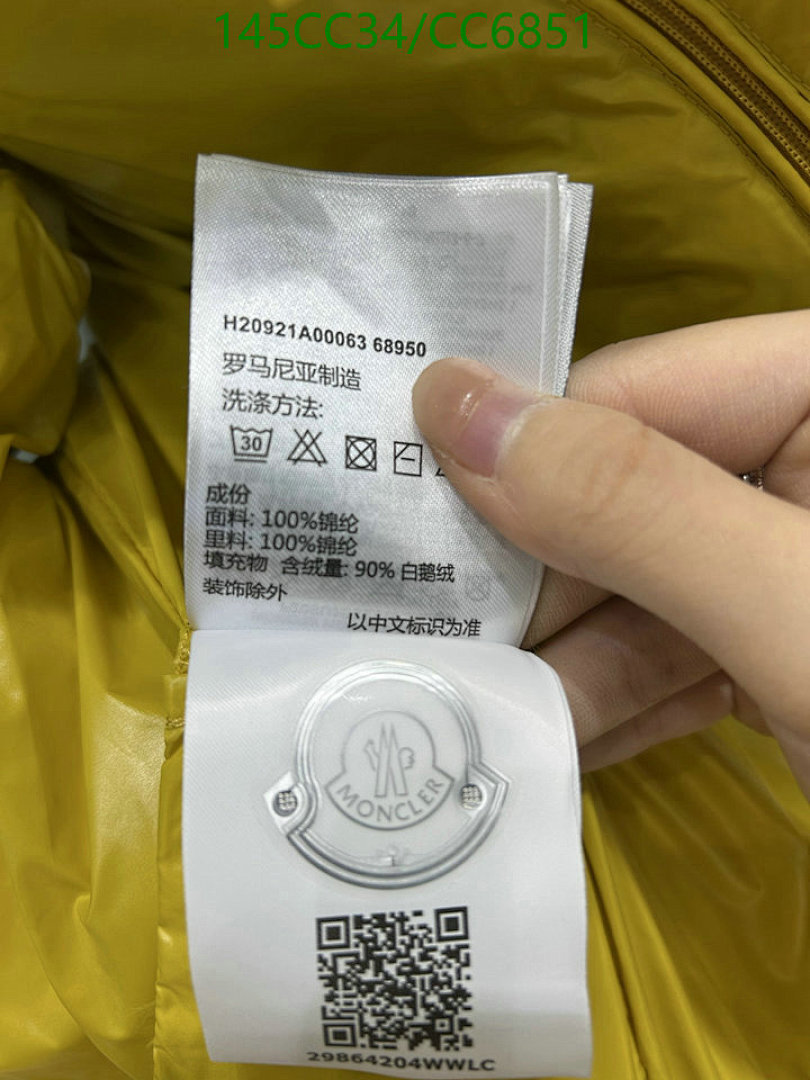 145CC34/CC6851
H20921A00063 68950
罗马尼亚制造
洗涤方法:
30
成份
面料: 100%锦纶
里料: 100%锦纶
填充物 含绒量: 90% 白鹅绒
装饰除外
以中文标识为准
MONCLER
29864204WWLC